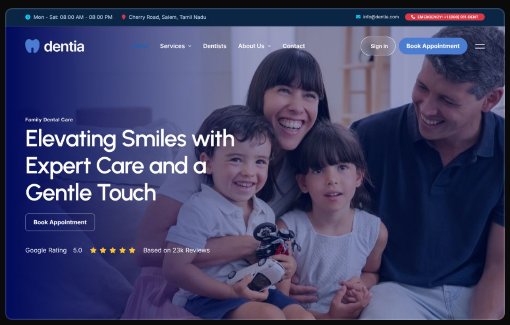 Mon - Sat: 08:00 AM - 08:00 PM
Cherry Road, Salem, Tamil Nadu
info@dentia.com
EMERGENCY!
dentia
Home
Services
Dentists
About Us
Contact
Sign In
Book Appointment
Family Dental Care
Elevating Smiles with
Expert Care and a
Gentle Touch
Book Appointment
Google Rating 5.0
Based on 23k Reviews